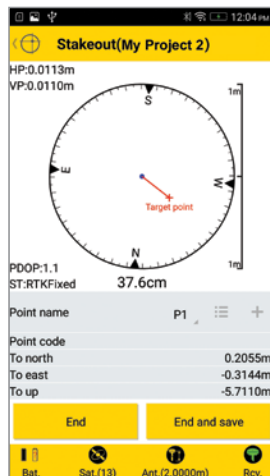 12:04 PM
Stakeout(My Project 2)
HP:0.0113m
VP:0.0110m
1m
S
E
W
Target point
N
1m
PDOP:1.1
ST:RTKFixed
37.6cm
Point name P1
Point code
To north 0.2055m
To east -0.3144m
To up -5.7110m
End End and save
Bat. Sat.(13) Ant.(2.0000m) Rcv.